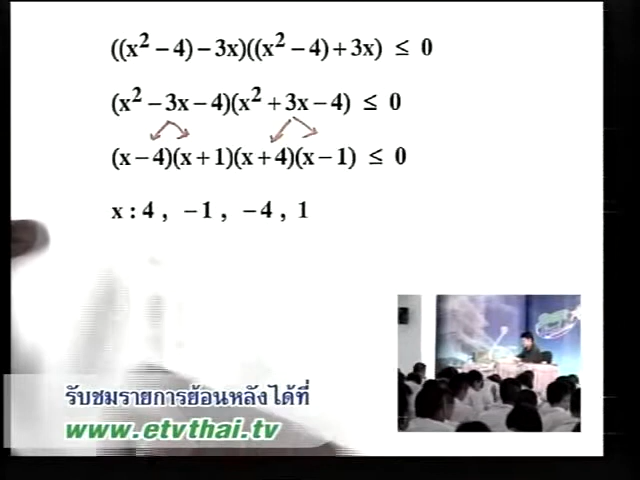 ((x² − 4) − 3x)((x² − 4) + 3x) ≤ 0
(x² − 3x − 4)(x² + 3x − 4) ≤ 0
(x − 4)(x + 1)(x + 4)(x − 1) ≤ 0
x : 4 , −1 , −4 , 1
รับชมรายการย้อนหลังได้ที่
www.etvthai.tv